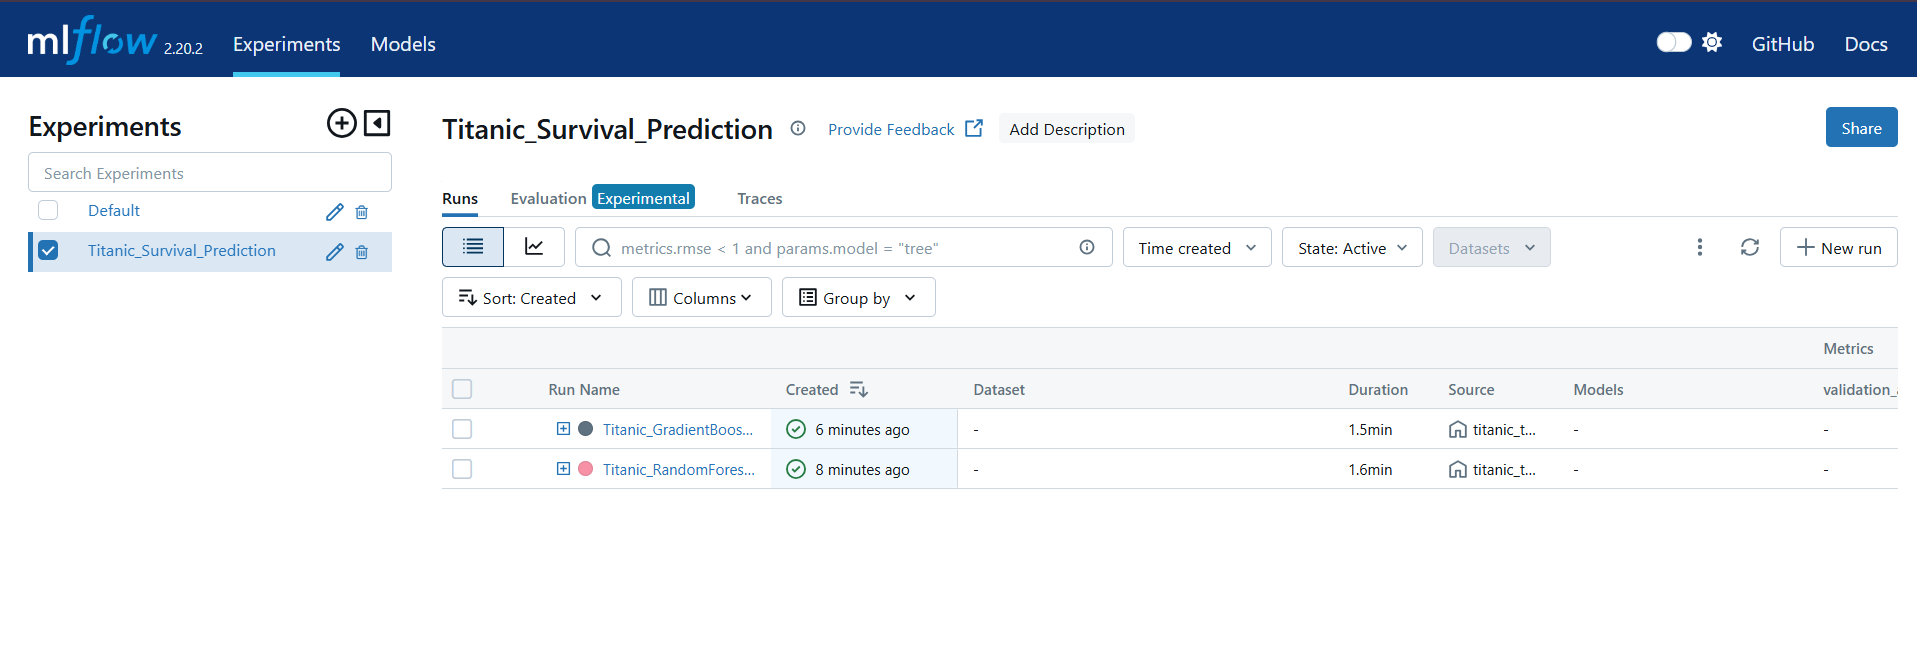 mlflow 2.20.2 Experiments Models GitHub Docs
Experiments
Search Experiments
Default
Titanic_Survival_Prediction
Titanic_Survival_Prediction Provide Feedback Add Description Share
Runs Evaluation Experimental Traces
metrics.rmse < 1 and params.model = "tree" Time created State: Active Datasets New run
Sort: Created Columns Group by
Metrics
Run Name Created Dataset Duration Source Models validation_
Titanic_GradientBoos... 6 minutes ago - 1.5min titanic_t... - -
Titanic_RandomFores... 8 minutes ago - 1.6min titanic_t... - -